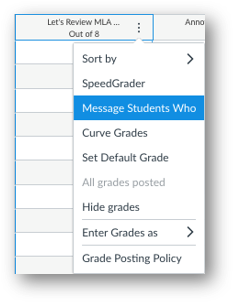 Let's Review MLA ...
Out of 8
Anno
Sort by
SpeedGrader
Message Students Who
Curve Grades
Set Default Grade
All grades posted
Hide grades
Enter Grades as
Grade Posting Policy